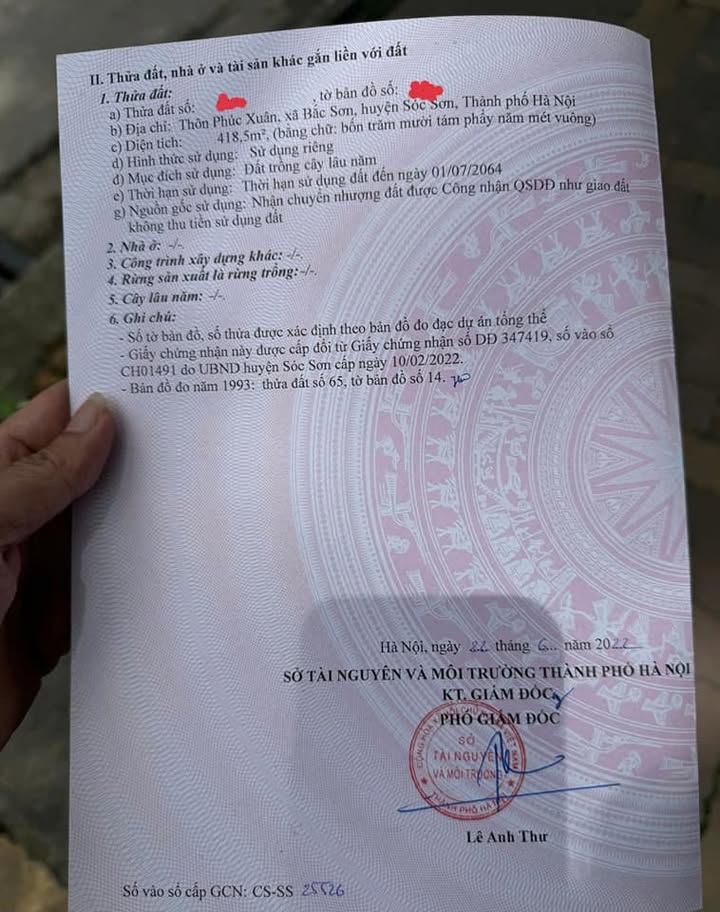 II. Thửa đất, nhà ở và tài sản khác gắn liền với đất
1. Thửa đất:
a) Thửa đất số: , tờ bản đồ số:
b) Địa chỉ: Thôn Phúc Xuân, xã Bắc Sơn, huyện Sóc Sơn, Thành phố Hà Nội
c) Diện tích: 418,5m², (bằng chữ: bốn trăm mười tám phẩy năm mét vuông)
d) Hình thức sử dụng: Sử dụng riêng
đ) Mục đích sử dụng: Đất trồng cây lâu năm
e) Thời hạn sử dụng: Thời hạn sử dụng đất đến ngày 01/07/2064
g) Nguồn gốc sử dụng: Nhận chuyển nhượng đất được Công nhận QSDĐ như giao đất
không thu tiền sử dụng đất
2. Nhà ở: -/-.
3. Công trình xây dựng khác: -/-.
4. Rừng sản xuất là rừng trồng: -/-.
5. Cây lâu năm: -/-.
6. Ghi chú:
- Số tờ bản đồ, số thửa được xác định theo bản đồ đo đạc dự án tổng thể
- Giấy chứng nhận này được cấp đổi từ Giấy chứng nhận số DD 347419, số vào sổ
CH01491 do UBND huyện Sóc Sơn cấp ngày 10/02/2022.
- Bản đồ đo năm 1993: thửa đất số 65, tờ bản đồ số 14.
Hà Nội, ngày 22 tháng 6 năm 2022
SỞ TÀI NGUYÊN VÀ MÔI TRƯỜNG THÀNH PHỐ HÀ NỘI
KT. GIÁM ĐỐC
PHÓ GIÁM ĐỐC
SỞ
TÀI NGUYÊN
VÀ MÔI TRƯỜNG
THÀNH PHỐ HÀ NỘI
Lê Anh Thư
Số vào sổ cấp GCN: CS-SS 25526